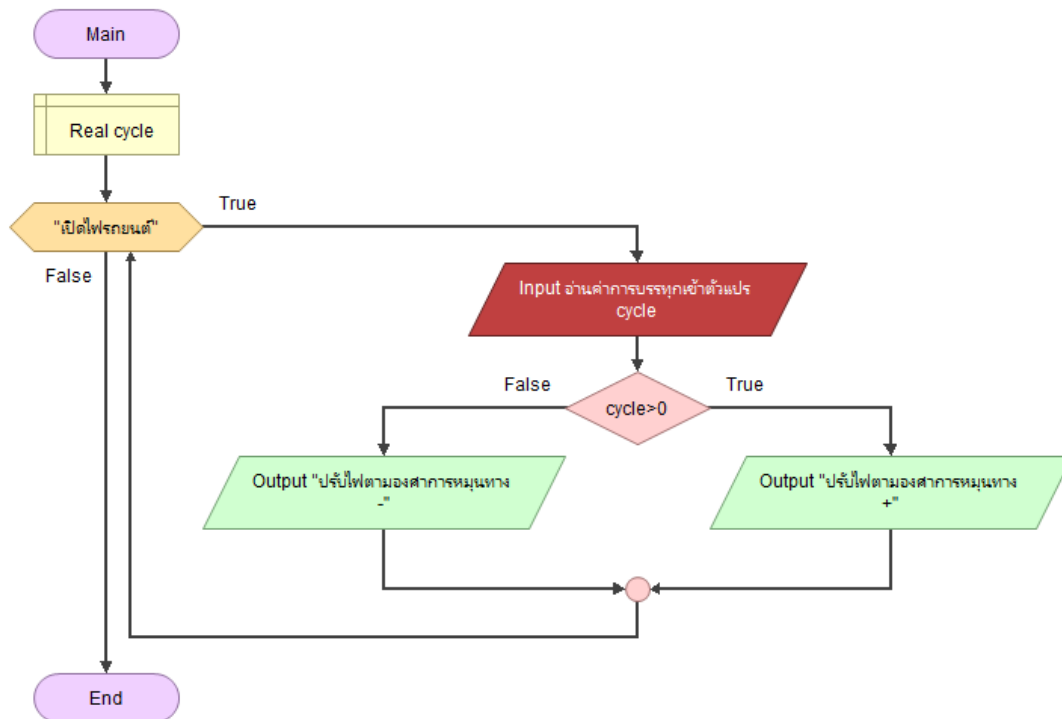 Main
Real cycle
True
"เปิดไฟรถยนต์"
False
Input อ่านค่าการบรรทุกเข้าตัวแปร
cycle
False
True
cycle>0
Output "ปรับไฟตามองศาการหมุนทาง
-"
Output "ปรับไฟตามองศาการหมุนทาง
+"
End